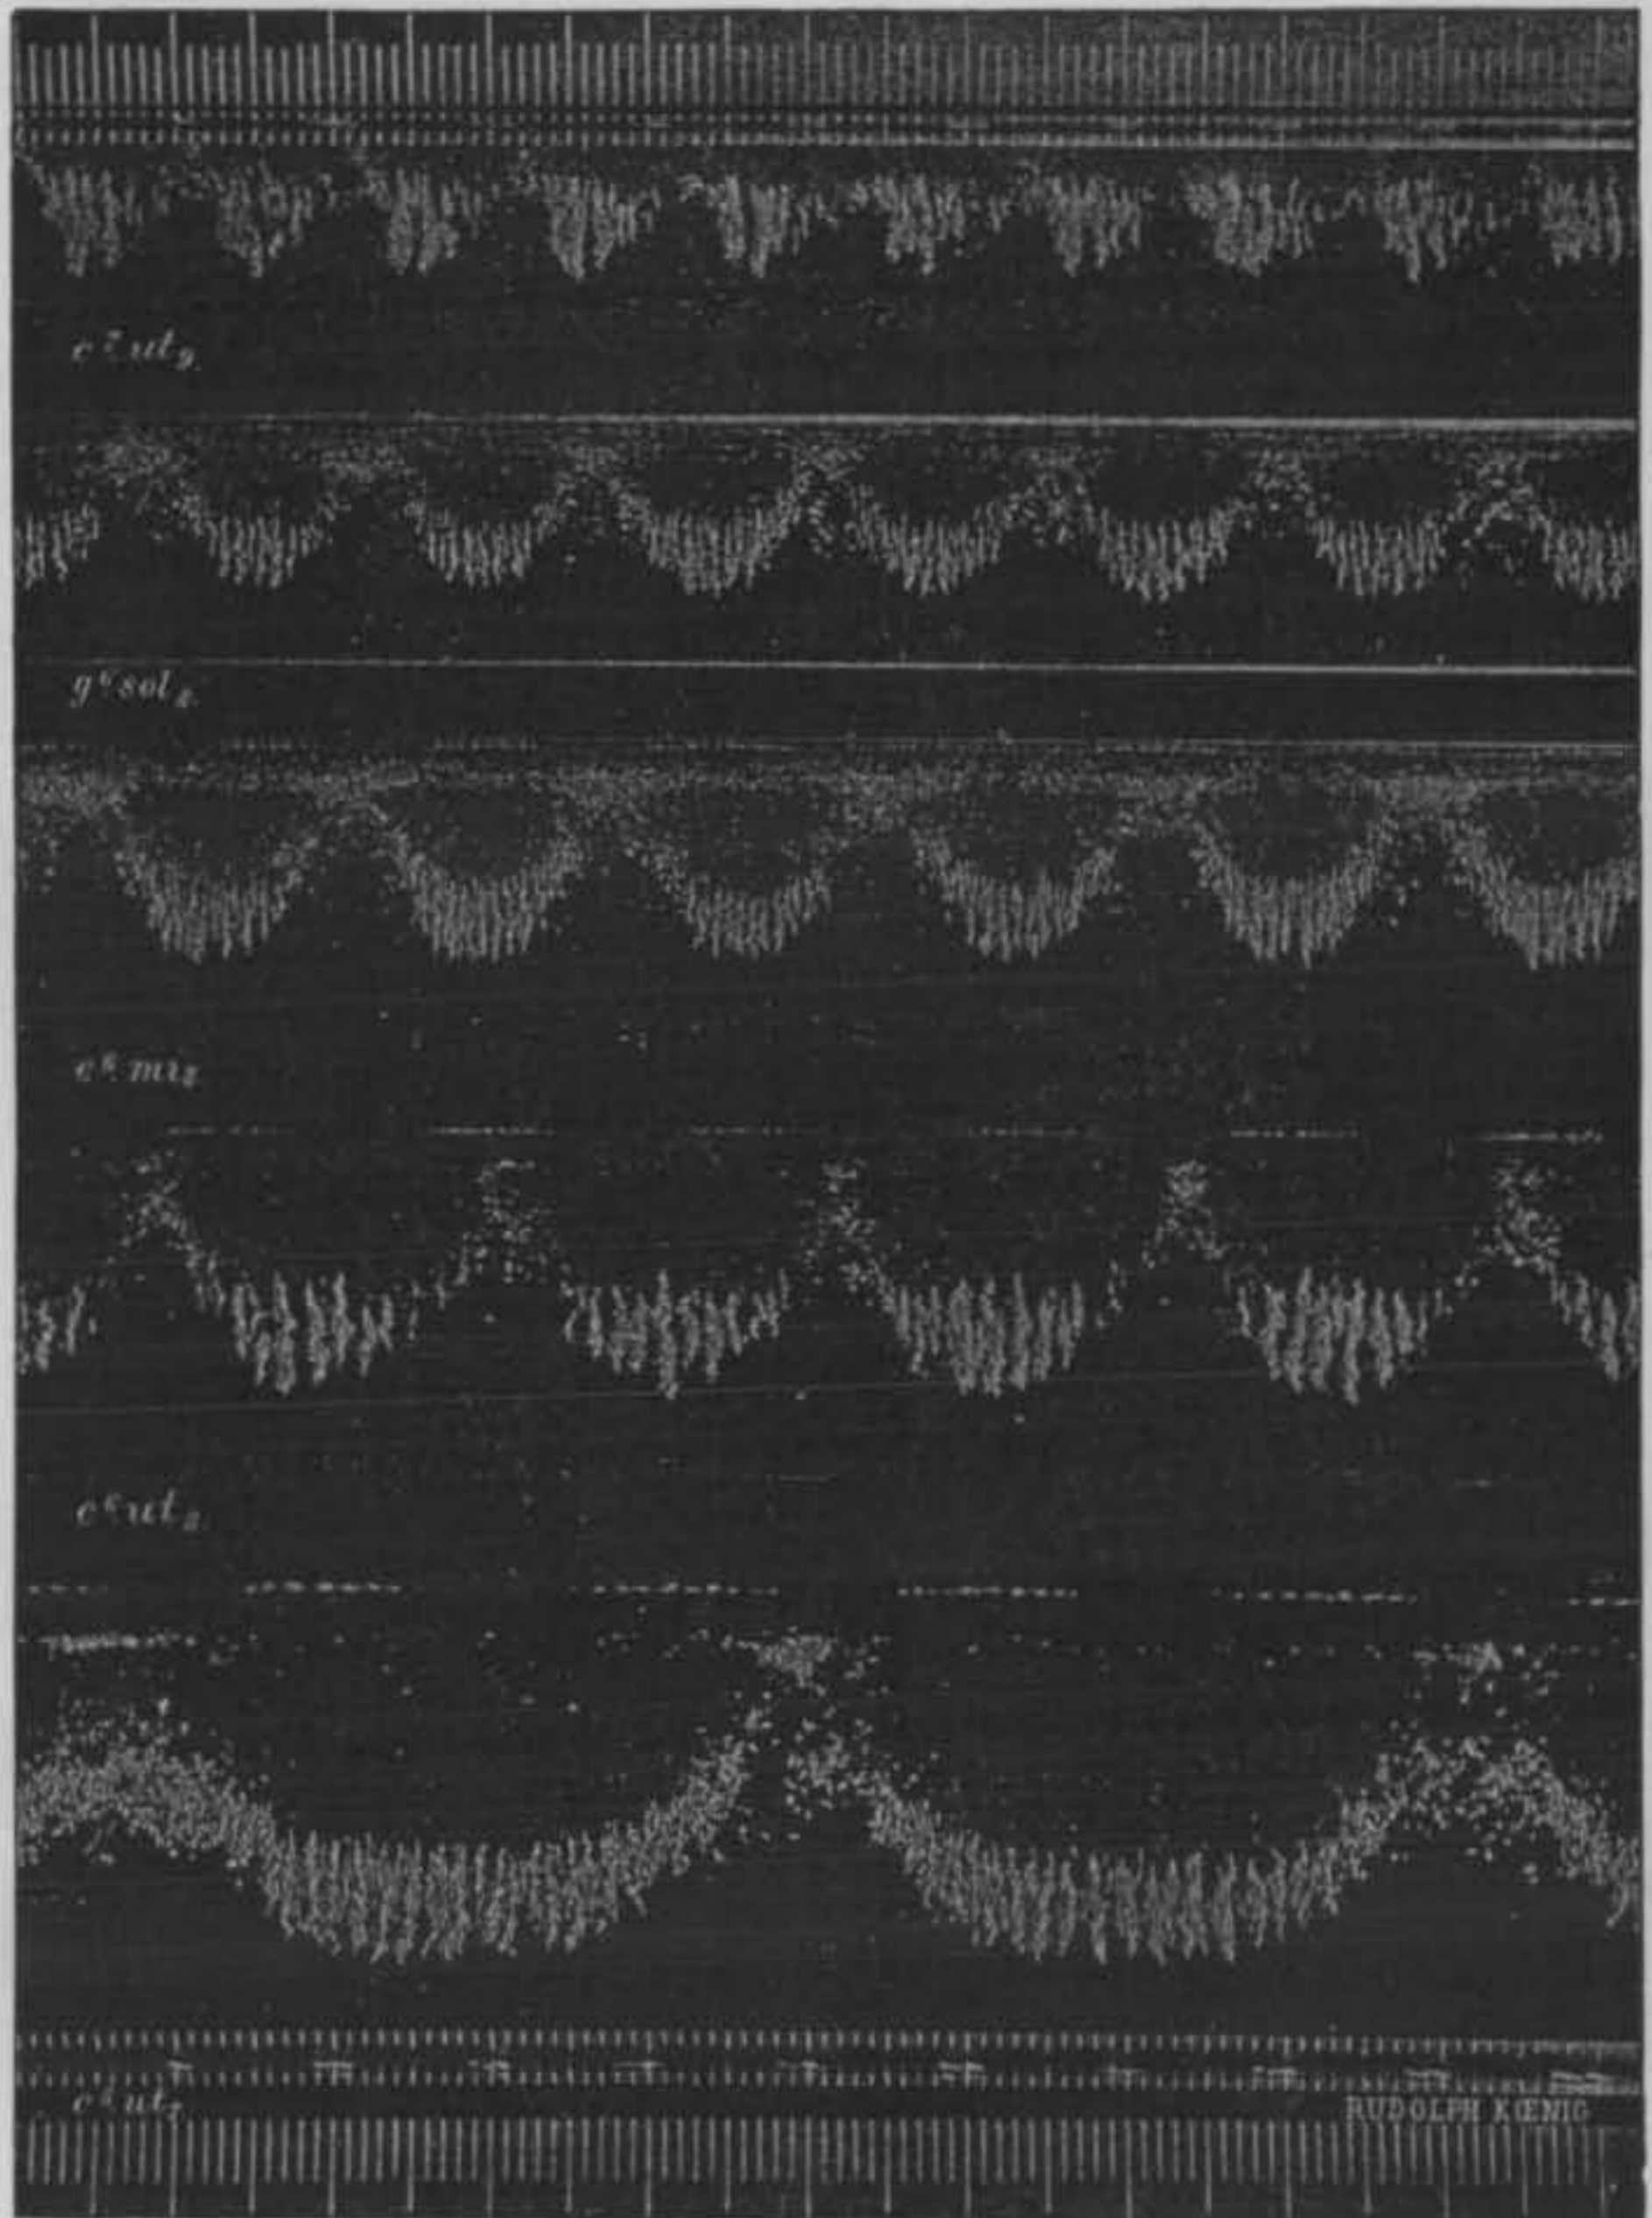 c⁷ ut₉
g⁶ sol₈
e⁶ mi₈
c⁶ ut₈
c⁵ ut₇
RUDOLPH KŒNIG